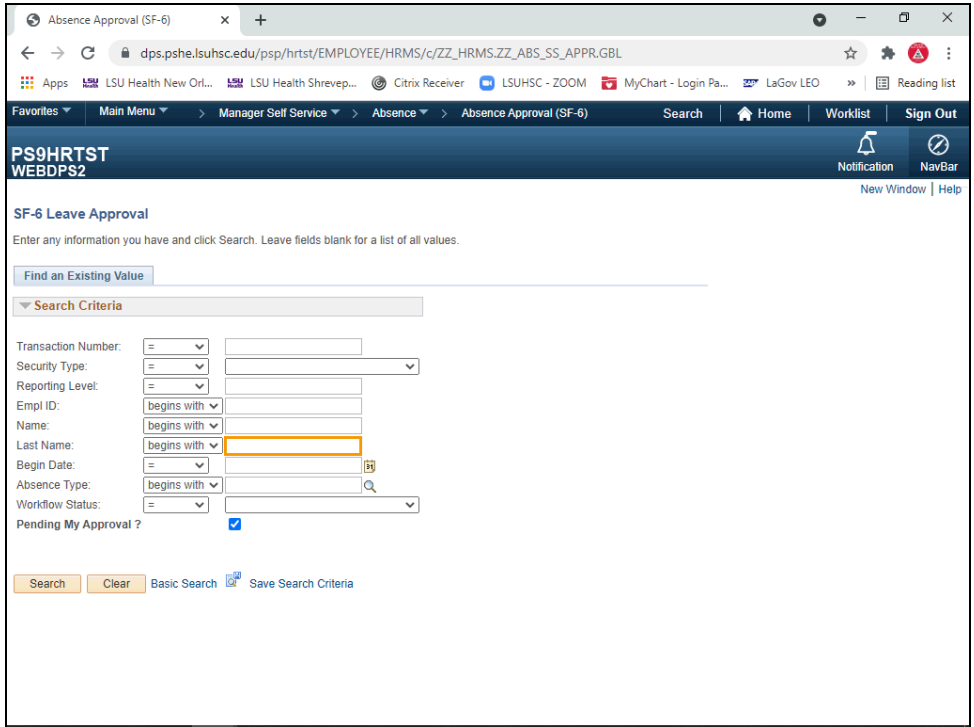 Absence Approval (SF-6)
dps.pshe.lsuhsc.edu/psp/hrtst/EMPLOYEE/HRMS/c/ZZ_HRMS.ZZ_ABS_SS_APPR.GBL
Apps LSU Health LSU Health New Orl... LSU Health LSU Health Shrevep... Citrix Receiver LSUHSC - ZOOM MyChart - Login Pa... SAP LaGov LEO » Reading list
Favorites Main Menu > Manager Self Service > Absence > Absence Approval (SF-6) Search Home Worklist Sign Out
PS9HRTST
WEBDPS2
Notification NavBar
New Window | Help
SF-6 Leave Approval
Enter any information you have and click Search. Leave fields blank for a list of all values.
Find an Existing Value
Search Criteria
Transaction Number: =
Security Type: =
Reporting Level: =
Empl ID: begins with
Name: begins with
Last Name: begins with
Begin Date: = 31
Absence Type: begins with
Workflow Status: =
Pending My Approval ?
Search Clear Basic Search Save Search Criteria